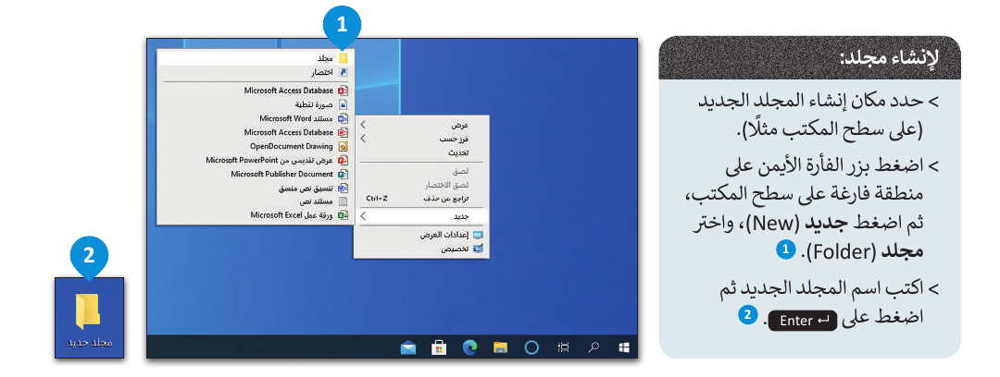 لإنشاء مجلد:
> حدد مكان إنشاء المجلد الجديد
(على سطح المكتب مثلًا).
> اضغط بزر الفأرة الأيمن على
منطقة فارغة على سطح المكتب،
ثم اضغط جديد (New)، واختر
مجلد (Folder). 1
> اكتب اسم المجلد الجديد ثم
اضغط على Enter ↵. 2
1
مجلد
اختصار
Microsoft Access Database
صورة نقطية
مستند Microsoft Word
Microsoft Access Database
OpenDocument Drawing
عرض تقديمي من Microsoft PowerPoint
Microsoft Publisher Document
تنسيق نص منسق
مستند نص
ورقة عمل Microsoft Excel
عرض
فرز حسب
تحديث
لصق
لصق الاختصار
تراجع عن حذف Ctrl+Z
جديد
إعدادات العرض
تخصيص
2
مجلد جديد